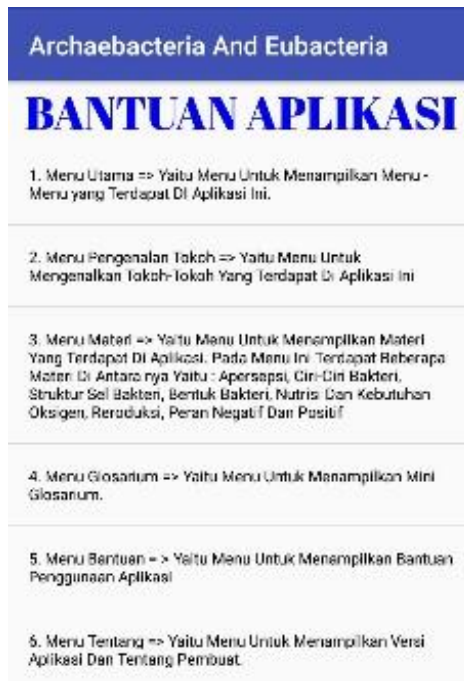 Archaebacteria And Eubacteria
BANTUAN APLIKASI
1. Menu Utama => Yaitu Menu Untuk Menampilkan Menu -
Menu yang Terdapat DI Aplikasi Ini.
2. Menu Pengenalan Tokoh => Yaitu Menu Untuk
Mengenalkan Tokoh-Tokoh Yang Terdapat Di Aplikasi Ini
3. Menu Materi => Yaitu Menu Untuk Menampilkan Materi
Yang Terdapat Di Aplikasi. Pada Menu Ini Terdapat Beberapa
Materi Di Antara nya Yaitu : Apersepsi, Ciri-Ciri Bakteri,
Struktur Sel Bakteri, Bentuk Bakteri, Nutrisi Dan Kebutuhan
Oksigen, Reroduksi, Peran Negatif Dan Positif
4. Menu Glosarium => Yaitu Menu Untuk Menampilkan Mini
Glosarium.
5. Menu Bantuan = > Yaitu Menu Untuk Menampilkan Bantuan
Penggunaan Aplikasi
6. Menu Tentang => Yaitu Menu Untuk Menampilkan Versi
Aplikasi Dan Tentang Pembuat.